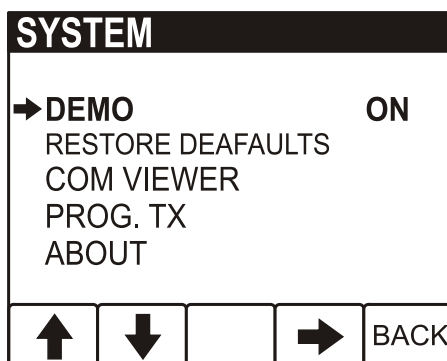 SYSTEM
DEMO ON
RESTORE DEAFAULTS
COM VIEWER
PROG. TX
ABOUT
BACK